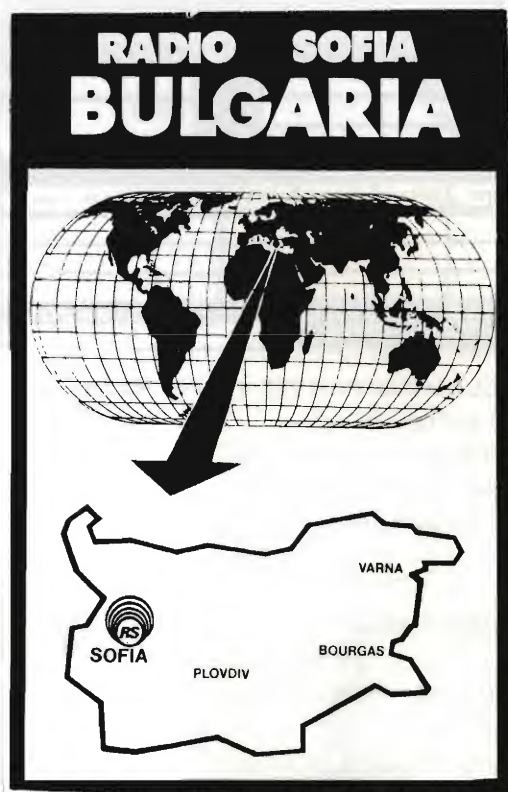 RADIO SOFIA
BULGARIA
VARNA
RS
SOFIA
BOURGAS
PLOVDIV